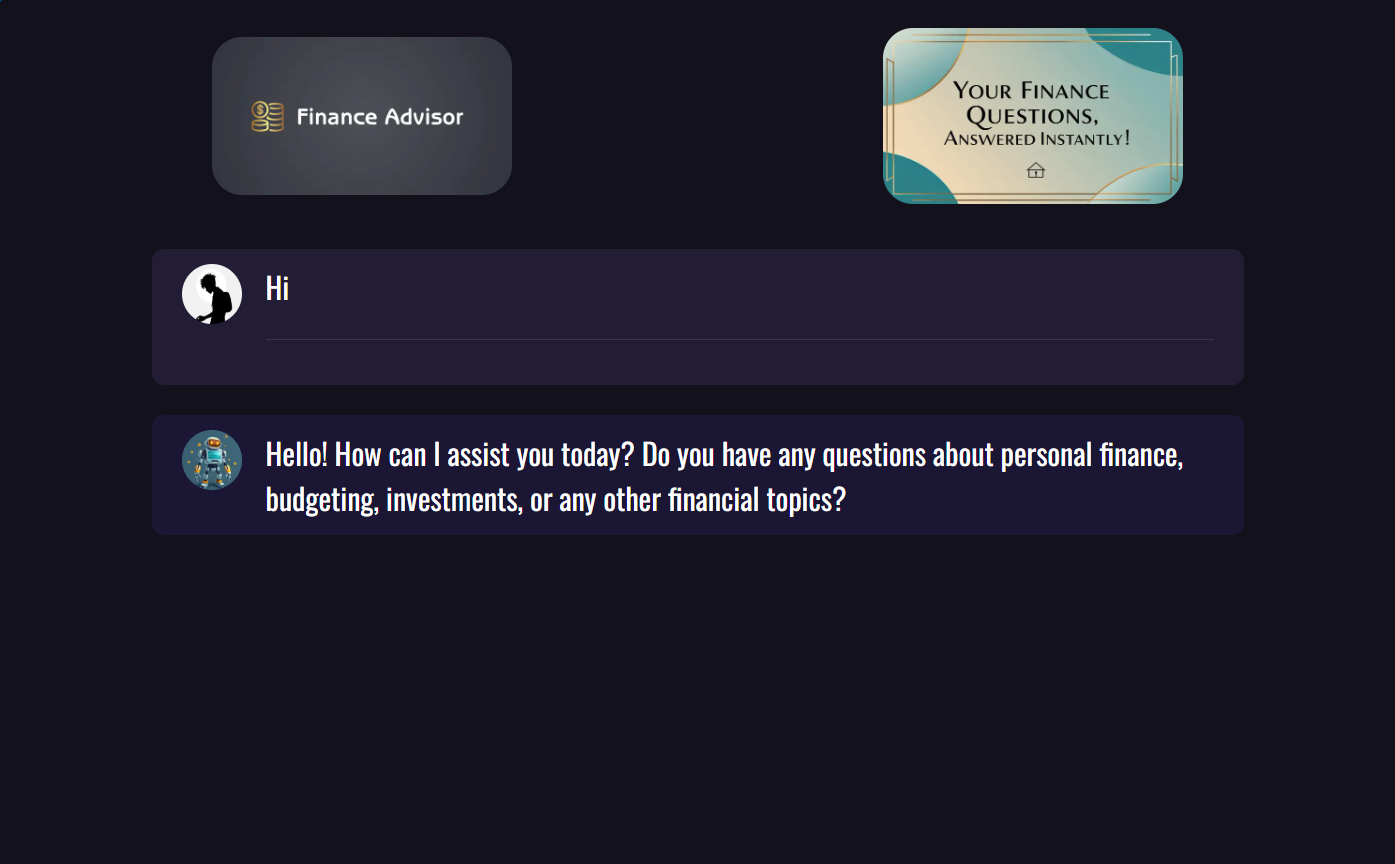 Finance Advisor
Your Finance
Questions,
Answered Instantly!
Hi
Hello! How can I assist you today? Do you have any questions about personal finance,
budgeting, investments, or any other financial topics?